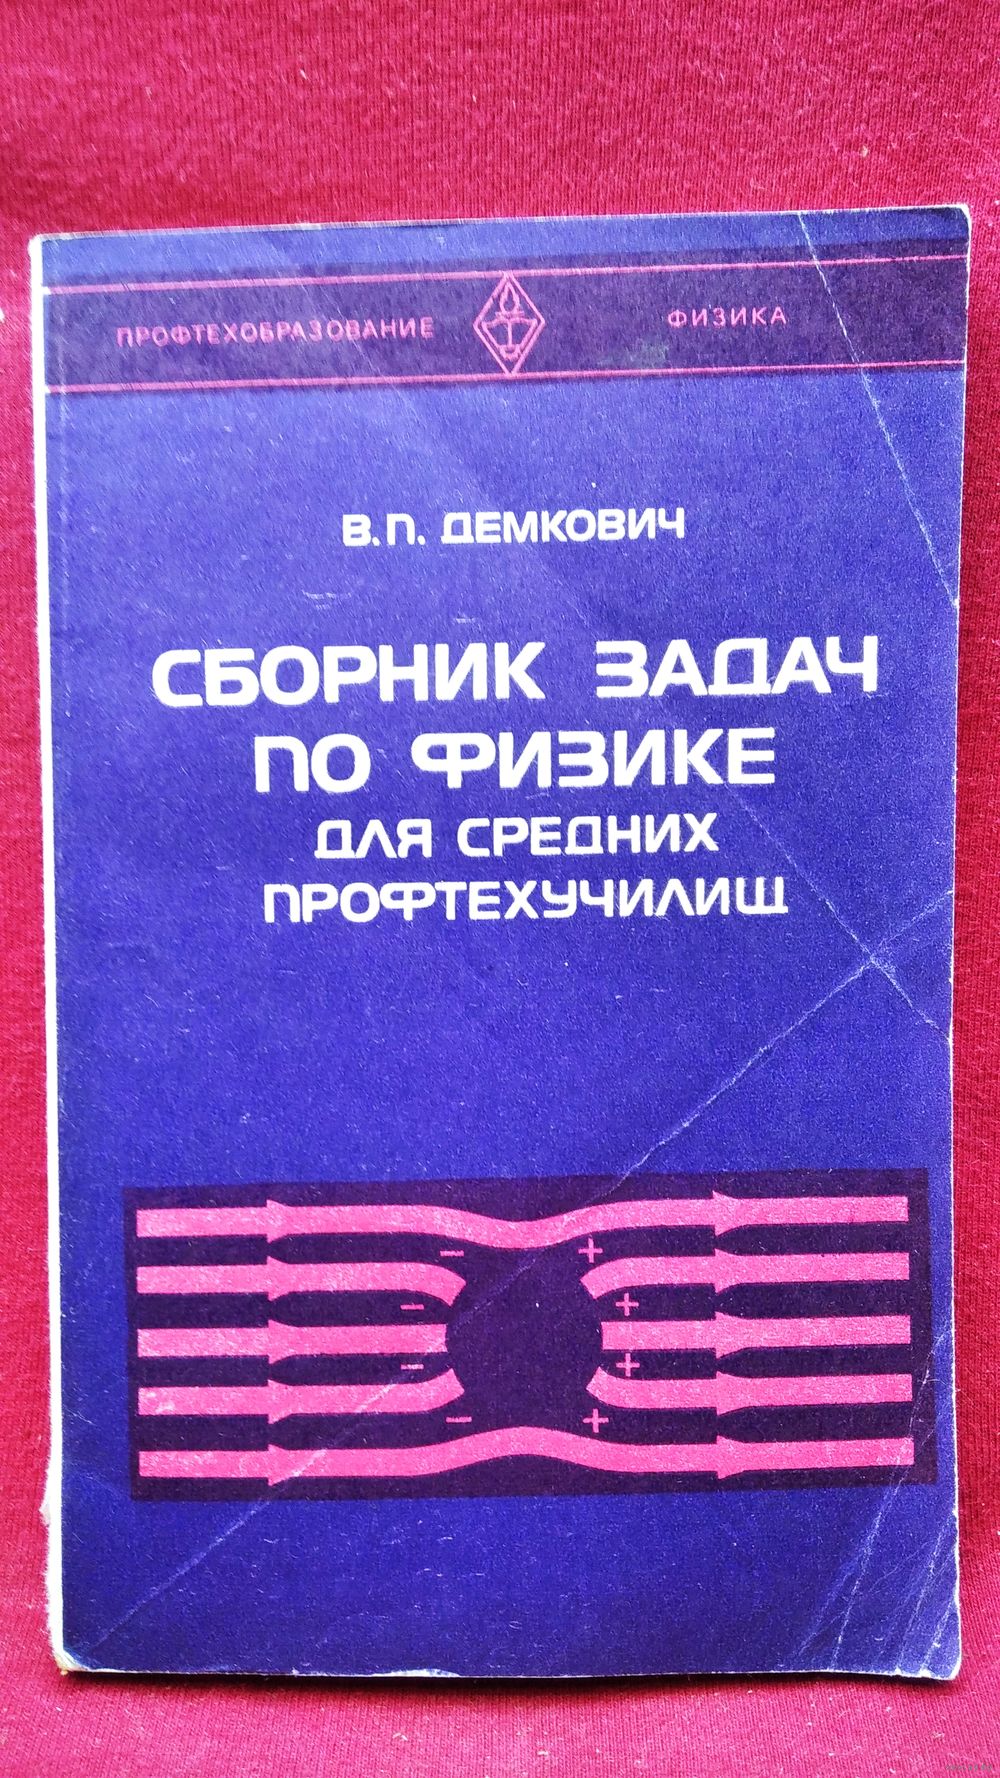 ПРОФТЕХОБРАЗОВАНИЕ ФИЗИКА
В.П. ДЕМКОВИЧ
СБОРНИК ЗАДАЧ
ПО ФИЗИКЕ
ДЛЯ СРЕДНИХ
ПРОФТЕХУЧИЛИЩ
− +
− +
− +
− +